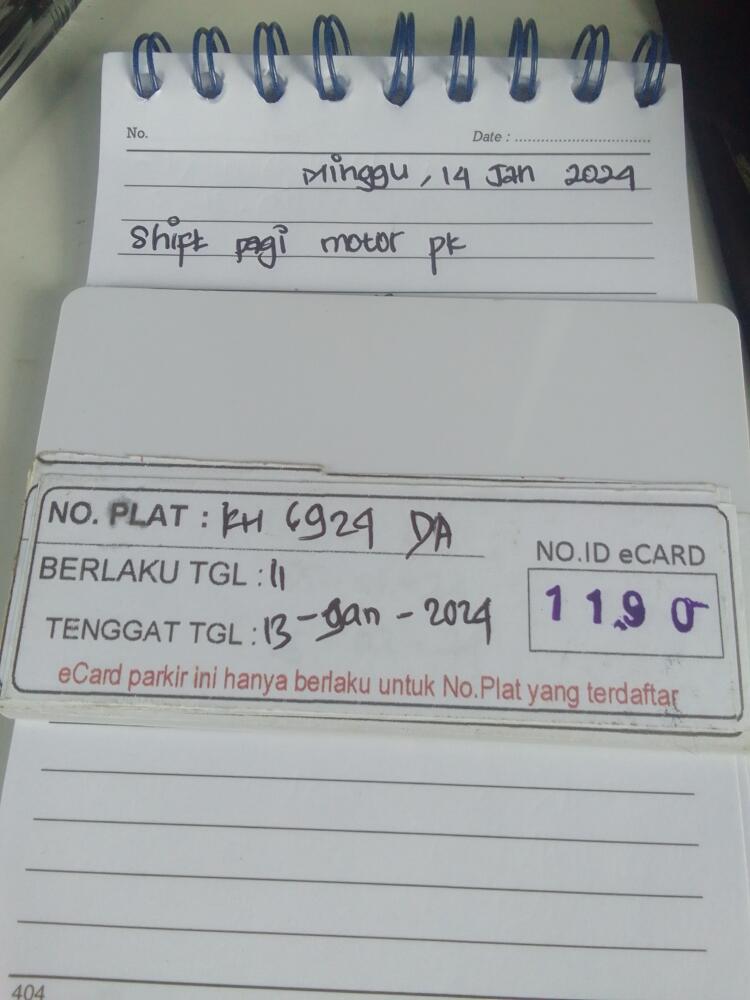 No. Date : ...............................
Minggu, 14 Jan 2024
Shift pagi motor pk
NO. PLAT : KH 6924 DA
BERLAKU TGL : 11
NO.ID eCARD
1190
TENGGAT TGL : 13 - Jan - 2024
eCard parkir ini hanya berlaku untuk No.Plat yang terdaftar
404